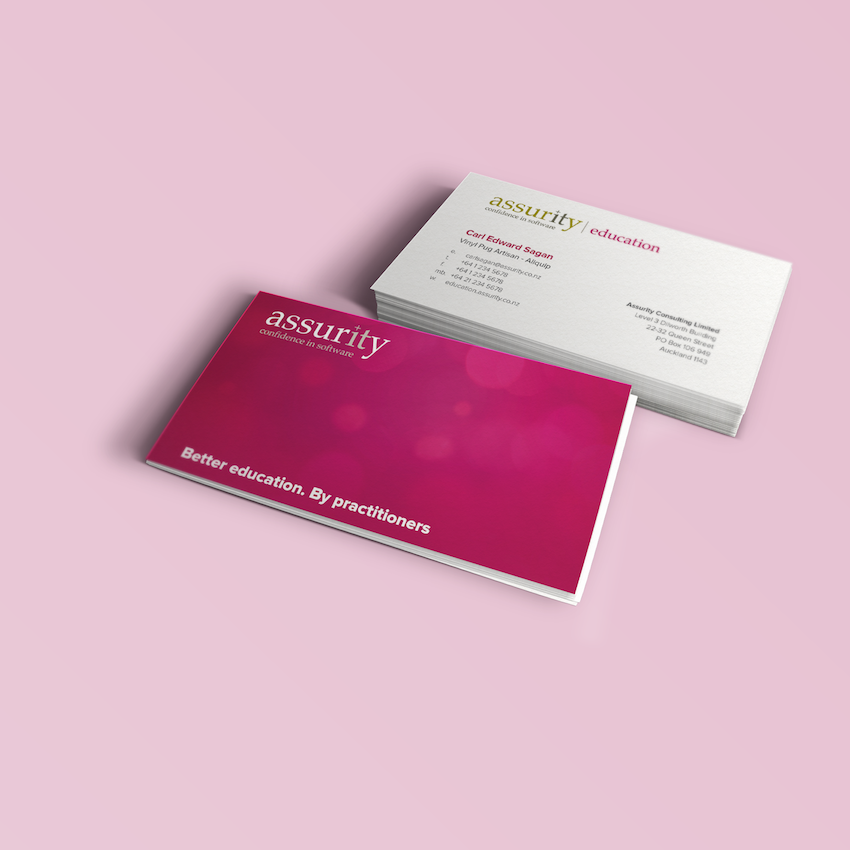 assurity
confidence in software
Better education. By practitioners
assurity | education
confidence in software
Carl Edward Sagan
Vinyl Pug Artisan - Aliquip
e. carlsagan@assurity.co.nz
t. +64 1 234 5678
f. +64 1 234 5678
mb. +64 21 234 5678
w. education.assurity.co.nz
Assurity Consulting Limited
Level 3 Dilworth Building
22-32 Queen Street
PO Box 106 949
Auckland 1143